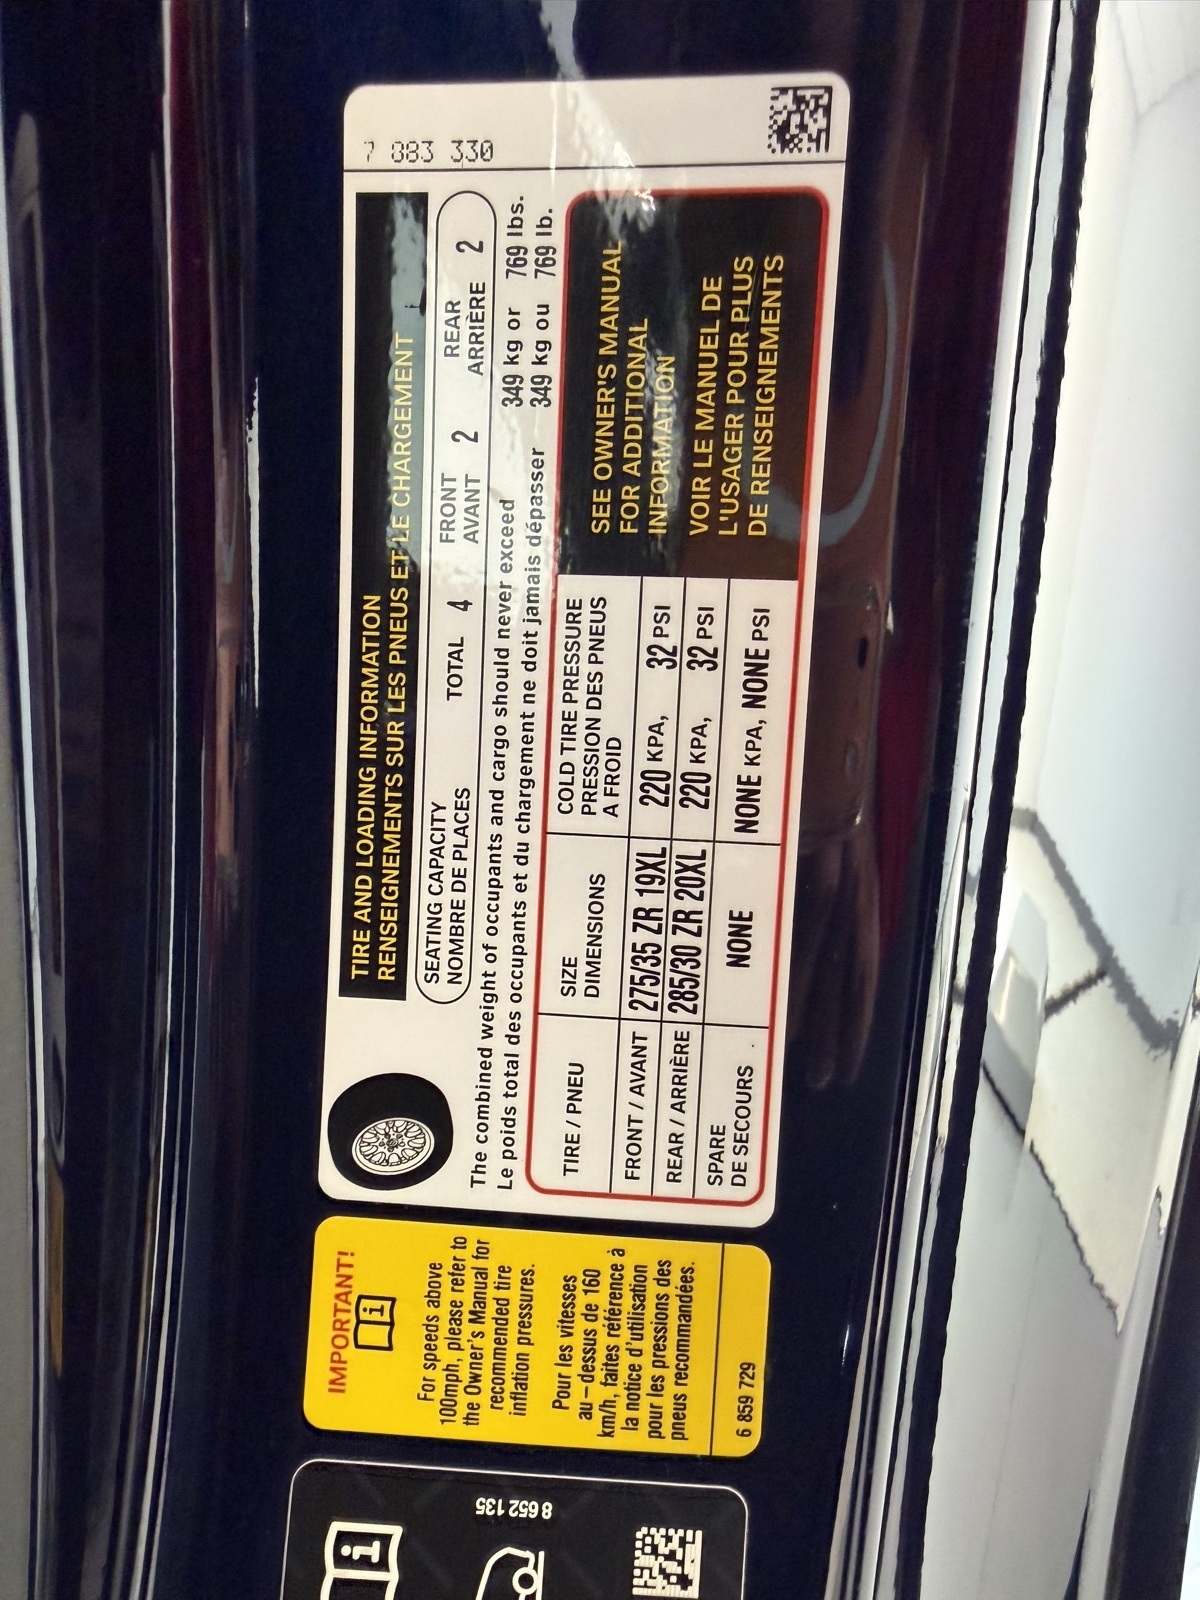 7 883 330
TIRE AND LOADING INFORMATION
RENSEIGNEMENTS SUR LES PNEUS ET LE CHARGEMENT
SEATING CAPACITY
NOMBRE DE PLACES
TOTAL 4
FRONT
AVANT 2
REAR
ARRIÈRE 2
The combined weight of occupants and cargo should never exceed 349 kg or 769 lbs.
Le poids total des occupants et du chargement ne doit jamais dépasser 349 kg ou 769 lb.
TIRE / PNEU
SIZE
DIMENSIONS
COLD TIRE PRESSURE
PRESSION DES PNEUS
A FROID
FRONT / AVANT 275/35 ZR 19XL 220 KPA, 32 PSI
REAR / ARRIÈRE 285/30 ZR 20XL 220 KPA, 32 PSI
SPARE
DE SECOURS NONE NONE KPA, NONE PSI
SEE OWNER'S MANUAL
FOR ADDITIONAL
INFORMATION
VOIR LE MANUEL DE
L'USAGER POUR PLUS
DE RENSEIGNEMENTS
IMPORTANT!
For speeds above
100mph, please refer to
the Owner's Manual for
recommended tire
inflation pressures.
Pour les vitesses
au-dessus de 160
km/h, faites référence à
la notice d'utilisation
pour les pressions des
pneus recommandées.
6 859 729
8 652 135